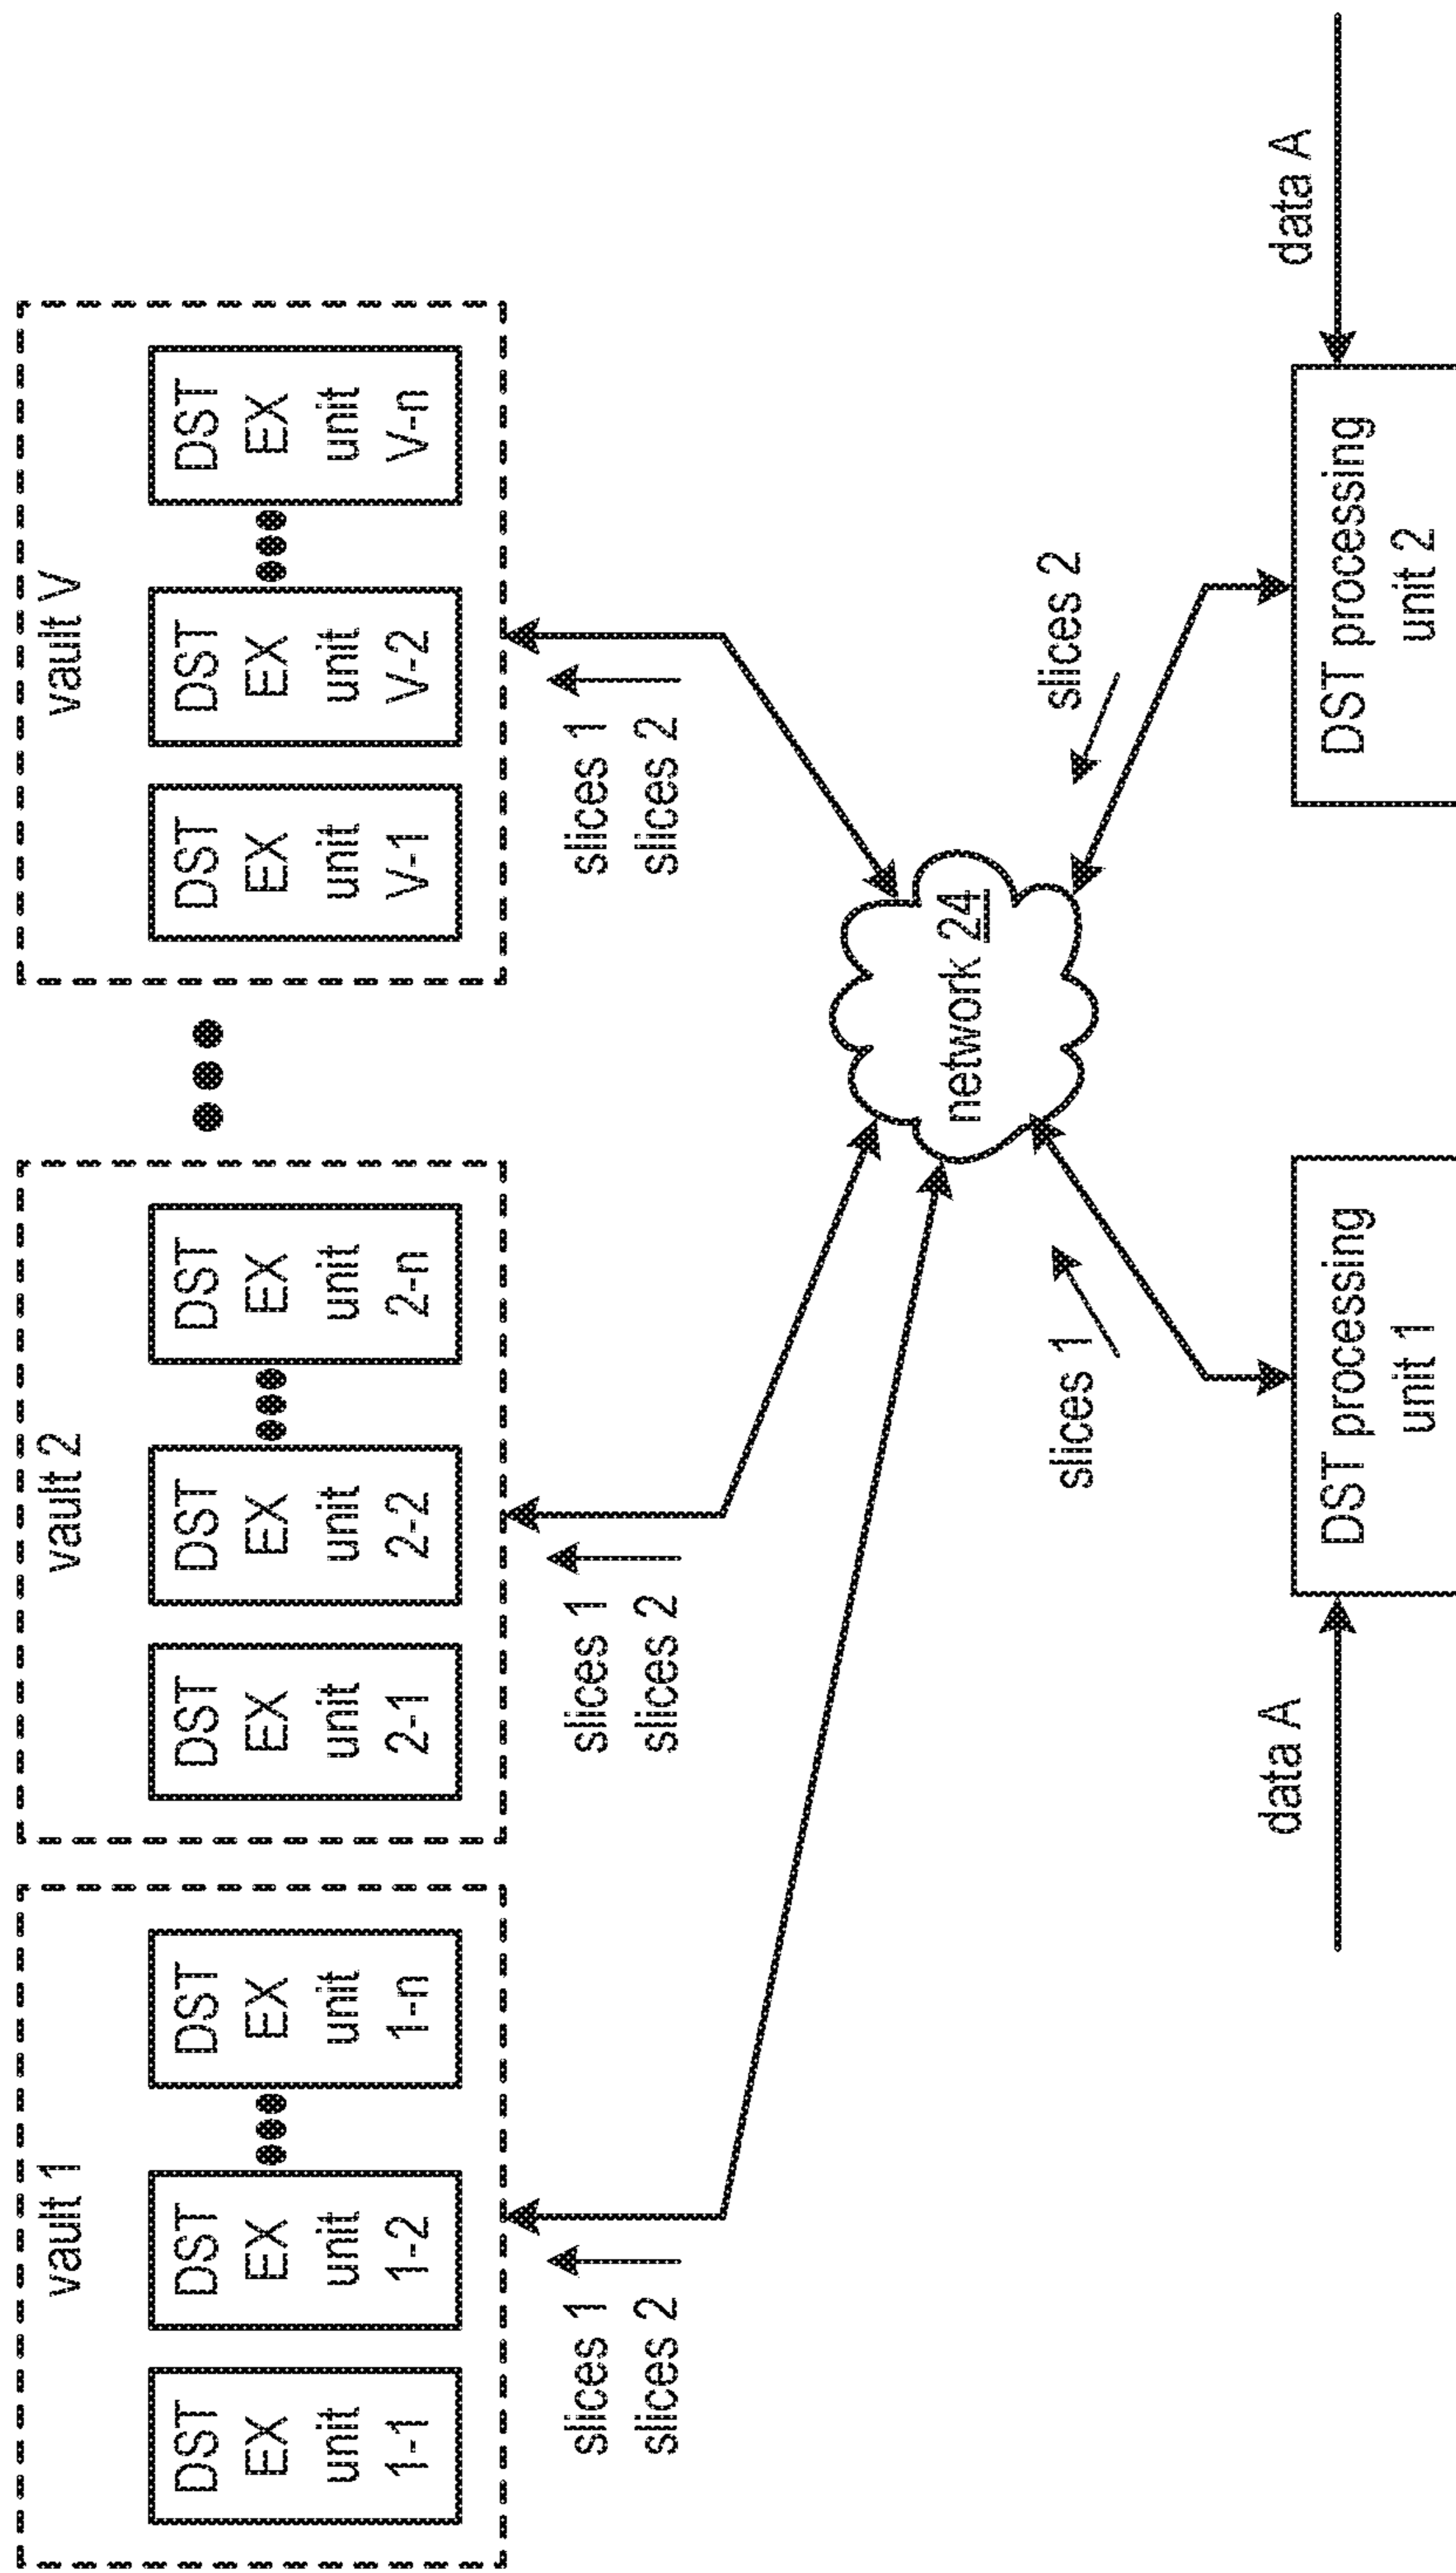 vault 1
DST
EX
unit
1-1
DST
EX
unit
1-2
DST
EX
unit
1-n
vault 2
DST
EX
unit
2-1
DST
EX
unit
2-2
DST
EX
unit
2-n
vault V
DST
EX
unit
V-1
DST
EX
unit
V-2
DST
EX
unit
V-n
slices 1
slices 2
slices 1
slices 2
slices 1
slices 2
network 24
slices 1
slices 2
data A
DST processing
unit 1
DST processing
unit 2
data A